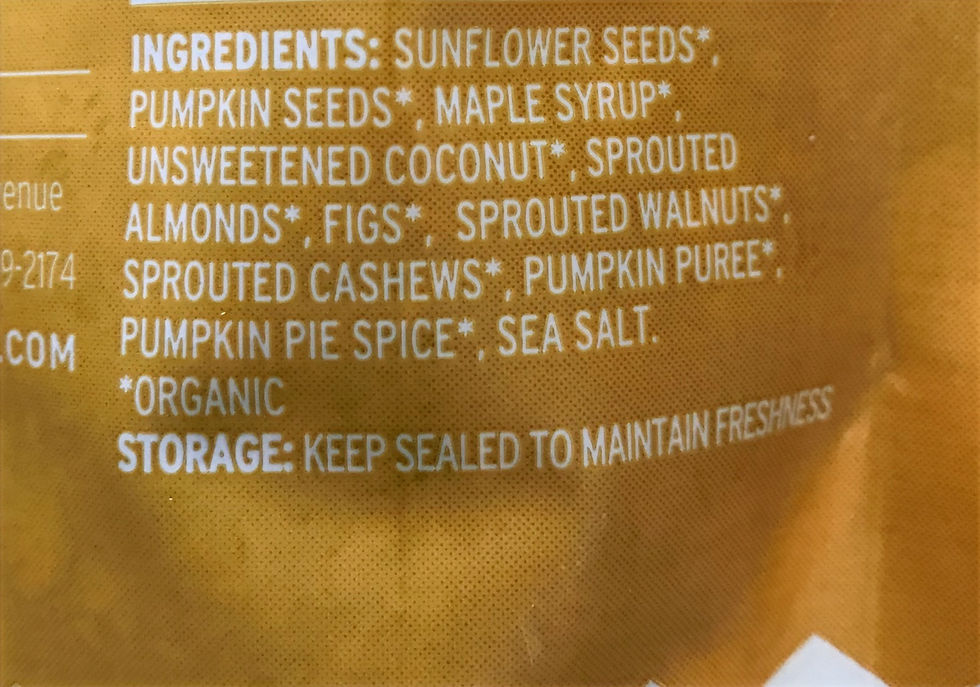 INGREDIENTS: SUNFLOWER SEEDS*,
PUMPKIN SEEDS*, MAPLE SYRUP*,
UNSWEETENED COCONUT*, SPROUTED
ALMONDS*, FIGS*, SPROUTED WALNUTS*,
SPROUTED CASHEWS*, PUMPKIN PUREE*,
PUMPKIN PIE SPICE*, SEA SALT.
*ORGANIC
STORAGE: KEEP SEALED TO MAINTAIN FRESHNESS
enue
9-2174
.COM